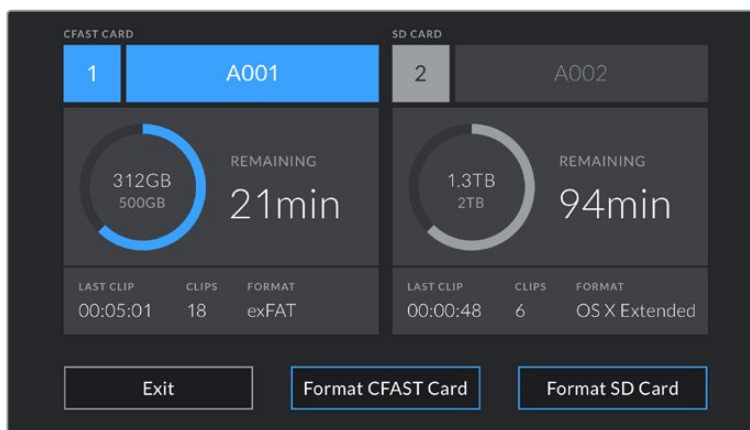 CFAST CARD
1 A001
312GB
500GB
REMAINING
21min
LAST CLIP CLIPS FORMAT
00:05:01 18 exFAT
SD CARD
2 A002
1.3TB
2TB
REMAINING
94min
LAST CLIP CLIPS FORMAT
00:00:48 6 OS X Extended
Exit
Format CFAST Card
Format SD Card